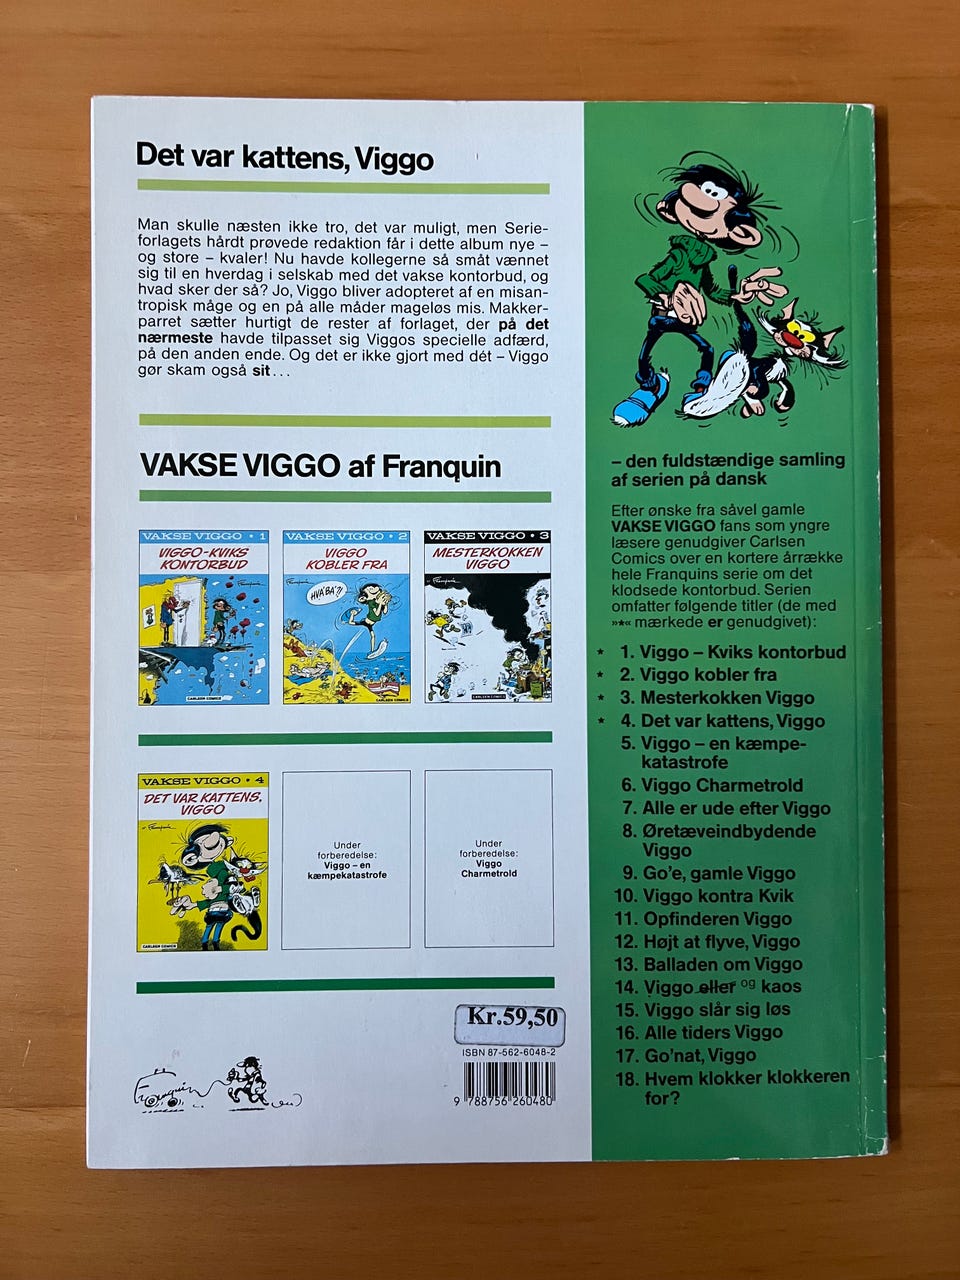 Det var kattens, Viggo
Man skulle næsten ikke tro, det var muligt, men Serie-
forlagets hårdt prøvede redaktion får i dette album nye –
og store – kvaler! Nu havde kollegerne så småt vænnet
sig til en hverdag i selskab med det vakse kontorbud, og
hvad sker der så? Jo, Viggo bliver adopteret af en misan-
tropisk måge og en på alle måder mageløs mis. Makker-
parret sætter hurtigt de rester af forlaget, der på det
nærmeste havde tilpasset sig Viggos specielle adfærd,
på den anden ende. Og det er ikke gjort med dét – Viggo
gør skam også sit...
VAKSE VIGGO af Franquin
VAKSE VIGGO • 1
VIGGO-KVIKS
KONTORBUD
Franquin
CARLSEN COMICS
VAKSE VIGGO • 2
VIGGO
KOBLER FRA
Franquin
HVA'BA'?!
CARLSEN COMICS
VAKSE VIGGO • 3
MESTERKOKKEN
VIGGO
Franquin
CARLSEN COMICS
VAKSE VIGGO • 4
DET VAR KATTENS,
VIGGO
Franquin
CARLSEN COMICS
Under
forberedelse:
Viggo – en
kæmpekatastrofe
Under
forberedelse:
Viggo
Charmetrold
Kr.59,50
ISBN 87-562-6048-2
9 788756 260480
Franquin
– den fuldstændige samling
af serien på dansk
Efter ønske fra såvel gamle
VAKSE VIGGO fans som yngre
læsere genudgiver Carlsen
Comics over en kortere årrække
hele Franquins serie om det
klodsede kontorbud. Serien
omfatter følgende titler (de med
»*« mærkede er genudgivet):
* 1. Viggo – Kviks kontorbud
* 2. Viggo kobler fra
* 3. Mesterkokken Viggo
* 4. Det var kattens, Viggo
5. Viggo – en kæmpe-
katastrofe
6. Viggo Charmetrold
7. Alle er ude efter Viggo
8. Øretæveindbydende
Viggo
9. Go'e, gamle Viggo
10. Viggo kontra Kvik
11. Opfinderen Viggo
12. Højt at flyve, Viggo
13. Balladen om Viggo
14. Viggo eller og kaos
15. Viggo slår sig løs
16. Alle tiders Viggo
17. Go'nat, Viggo
18. Hvem klokker klokkeren
for?